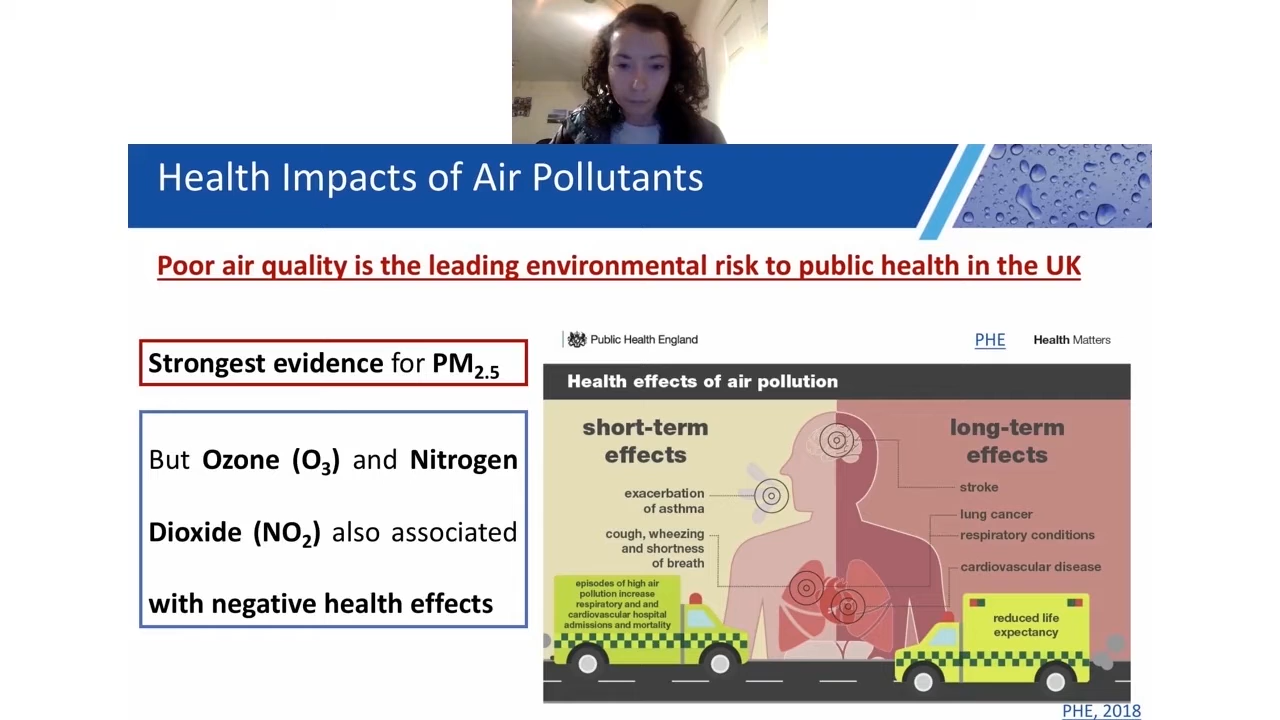 Health Impacts of Air Pollutants
Poor air quality is the leading environmental risk to public health in the UK
Strongest evidence for PM2.5
But Ozone (O3) and Nitrogen
Dioxide (NO2) also associated
with negative health effects
Public Health England
PHE
Health Matters
Health effects of air pollution
short-term
effects
exacerbation
of asthma
cough, wheezing
and shortness
of breath
episodes of high air
pollution increase
respiratory and and
cardiovascular hospital
admissions and mortality
long-term
effects
stroke
lung cancer
respiratory conditions
cardiovascular disease
reduced life
expectancy
PHE, 2018